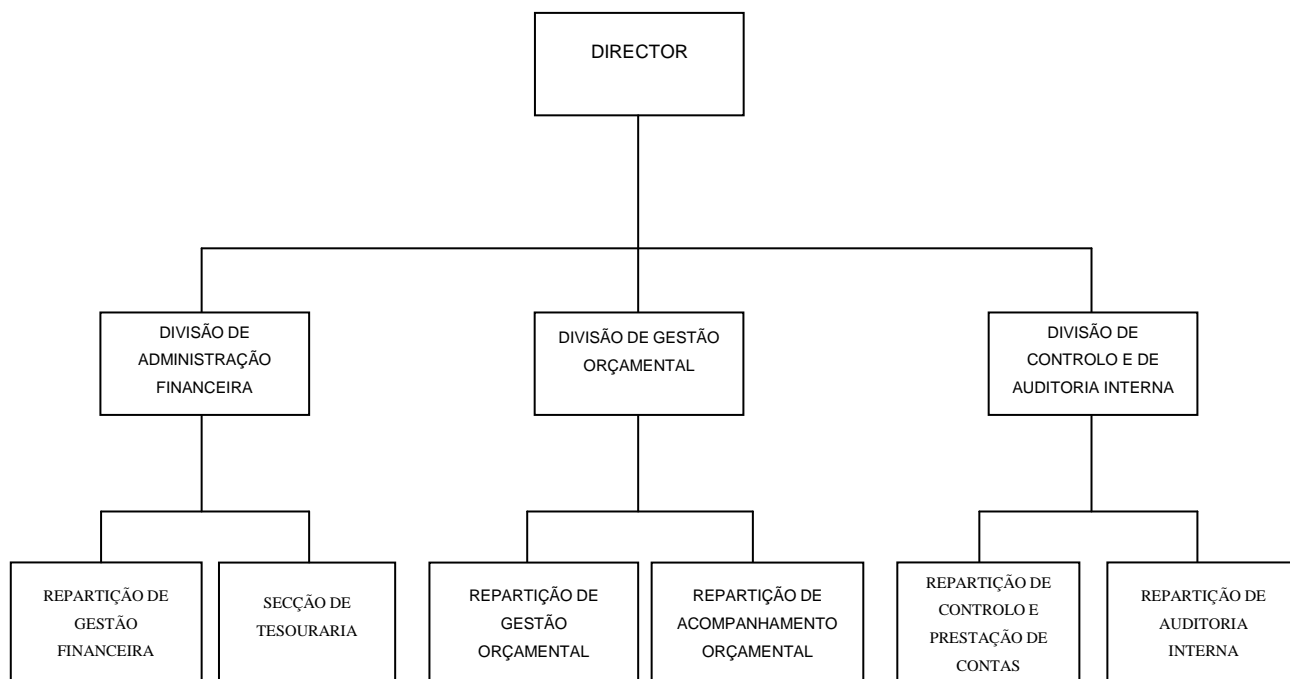 DIRECTOR
DIVISÃO DE
ADMINISTRAÇÃO
FINANCEIRA
DIVISÃO DE GESTÃO
ORÇAMENTAL
DIVISÃO DE
CONTROLO E DE
AUDITORIA INTERNA
REPARTIÇÃO DE
GESTÃO
FINANCEIRA
SECÇÃO DE
TESOURARIA
REPARTIÇÃO DE
GESTÃO
ORÇAMENTAL
REPARTIÇÃO DE
ACOMPANHAMENTO
ORÇAMENTAL
REPARTIÇÃO DE
CONTROLO E
PRESTAÇÃO DE
CONTAS
REPARTIÇÃO DE
AUDITORIA
INTERNA